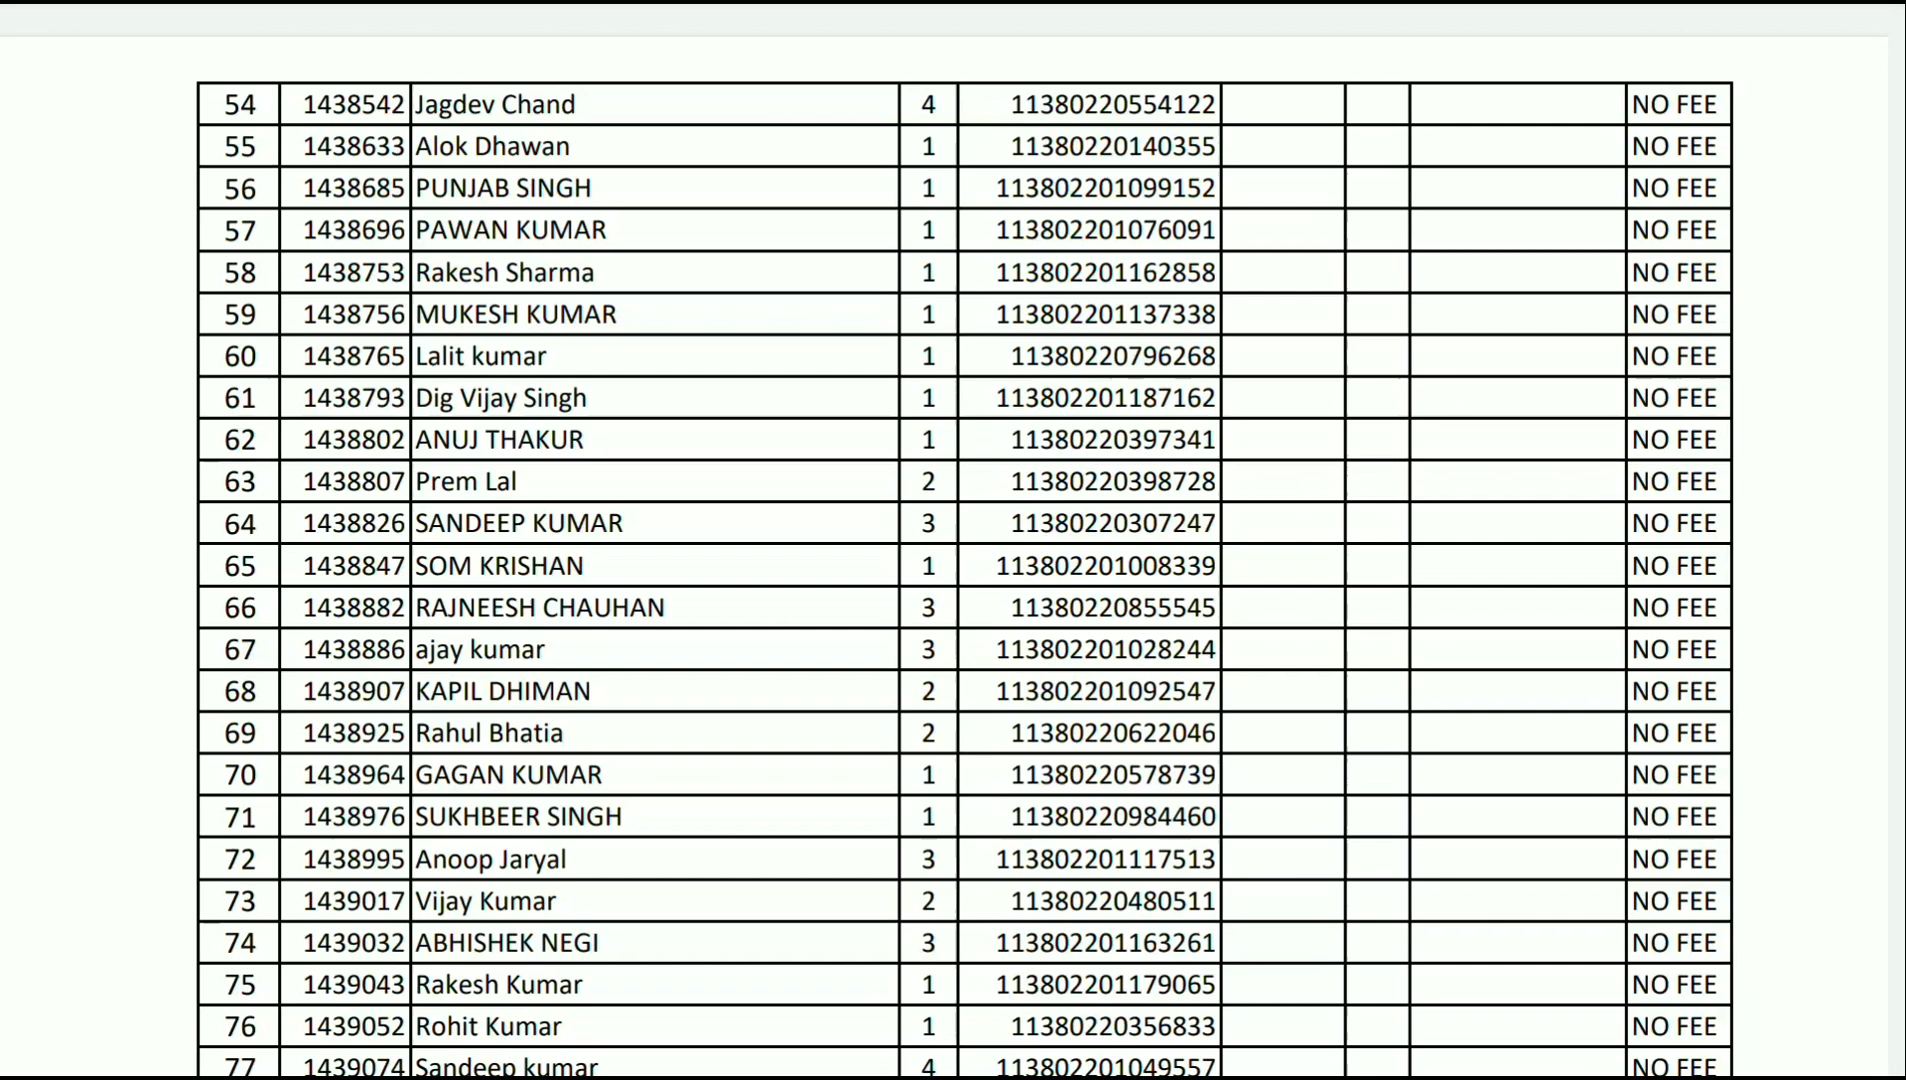 54 1438542 Jagdev Chand 4 11380220554122 NO FEE
55 1438633 Alok Dhawan 1 11380220140355 NO FEE
56 1438685 PUNJAB SINGH 1 113802201099152 NO FEE
57 1438696 PAWAN KUMAR 1 113802201076091 NO FEE
58 1438753 Rakesh Sharma 1 113802201162858 NO FEE
59 1438756 MUKESH KUMAR 1 113802201137338 NO FEE
60 1438765 Lalit kumar 1 11380220796268 NO FEE
61 1438793 Dig Vijay Singh 1 113802201187162 NO FEE
62 1438802 ANUJ THAKUR 1 11380220397341 NO FEE
63 1438807 Prem Lal 2 11380220398728 NO FEE
64 1438826 SANDEEP KUMAR 3 11380220307247 NO FEE
65 1438847 SOM KRISHAN 1 113802201008339 NO FEE
66 1438882 RAJNEESH CHAUHAN 3 11380220855545 NO FEE
67 1438886 ajay kumar 3 113802201028244 NO FEE
68 1438907 KAPIL DHIMAN 2 113802201092547 NO FEE
69 1438925 Rahul Bhatia 2 11380220622046 NO FEE
70 1438964 GAGAN KUMAR 1 11380220578739 NO FEE
71 1438976 SUKHBEER SINGH 1 11380220984460 NO FEE
72 1438995 Anoop Jaryal 3 113802201117513 NO FEE
73 1439017 Vijay Kumar 2 11380220480511 NO FEE
74 1439032 ABHISHEK NEGI 3 113802201163261 NO FEE
75 1439043 Rakesh Kumar 1 113802201179065 NO FEE
76 1439052 Rohit Kumar 1 11380220356833 NO FEE
77 1439074 Sandeep kumar 4 113802201049557 NO FEE